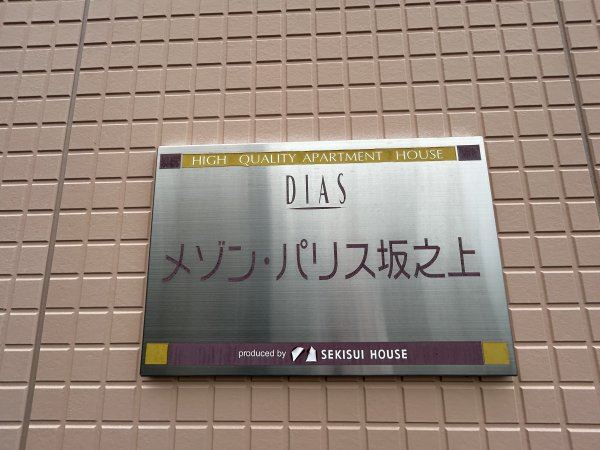 HIGH QUALITY APARTMENT HOUSE
DIAS
メゾン・パリス坂之上
produced by SEKISUI HOUSE